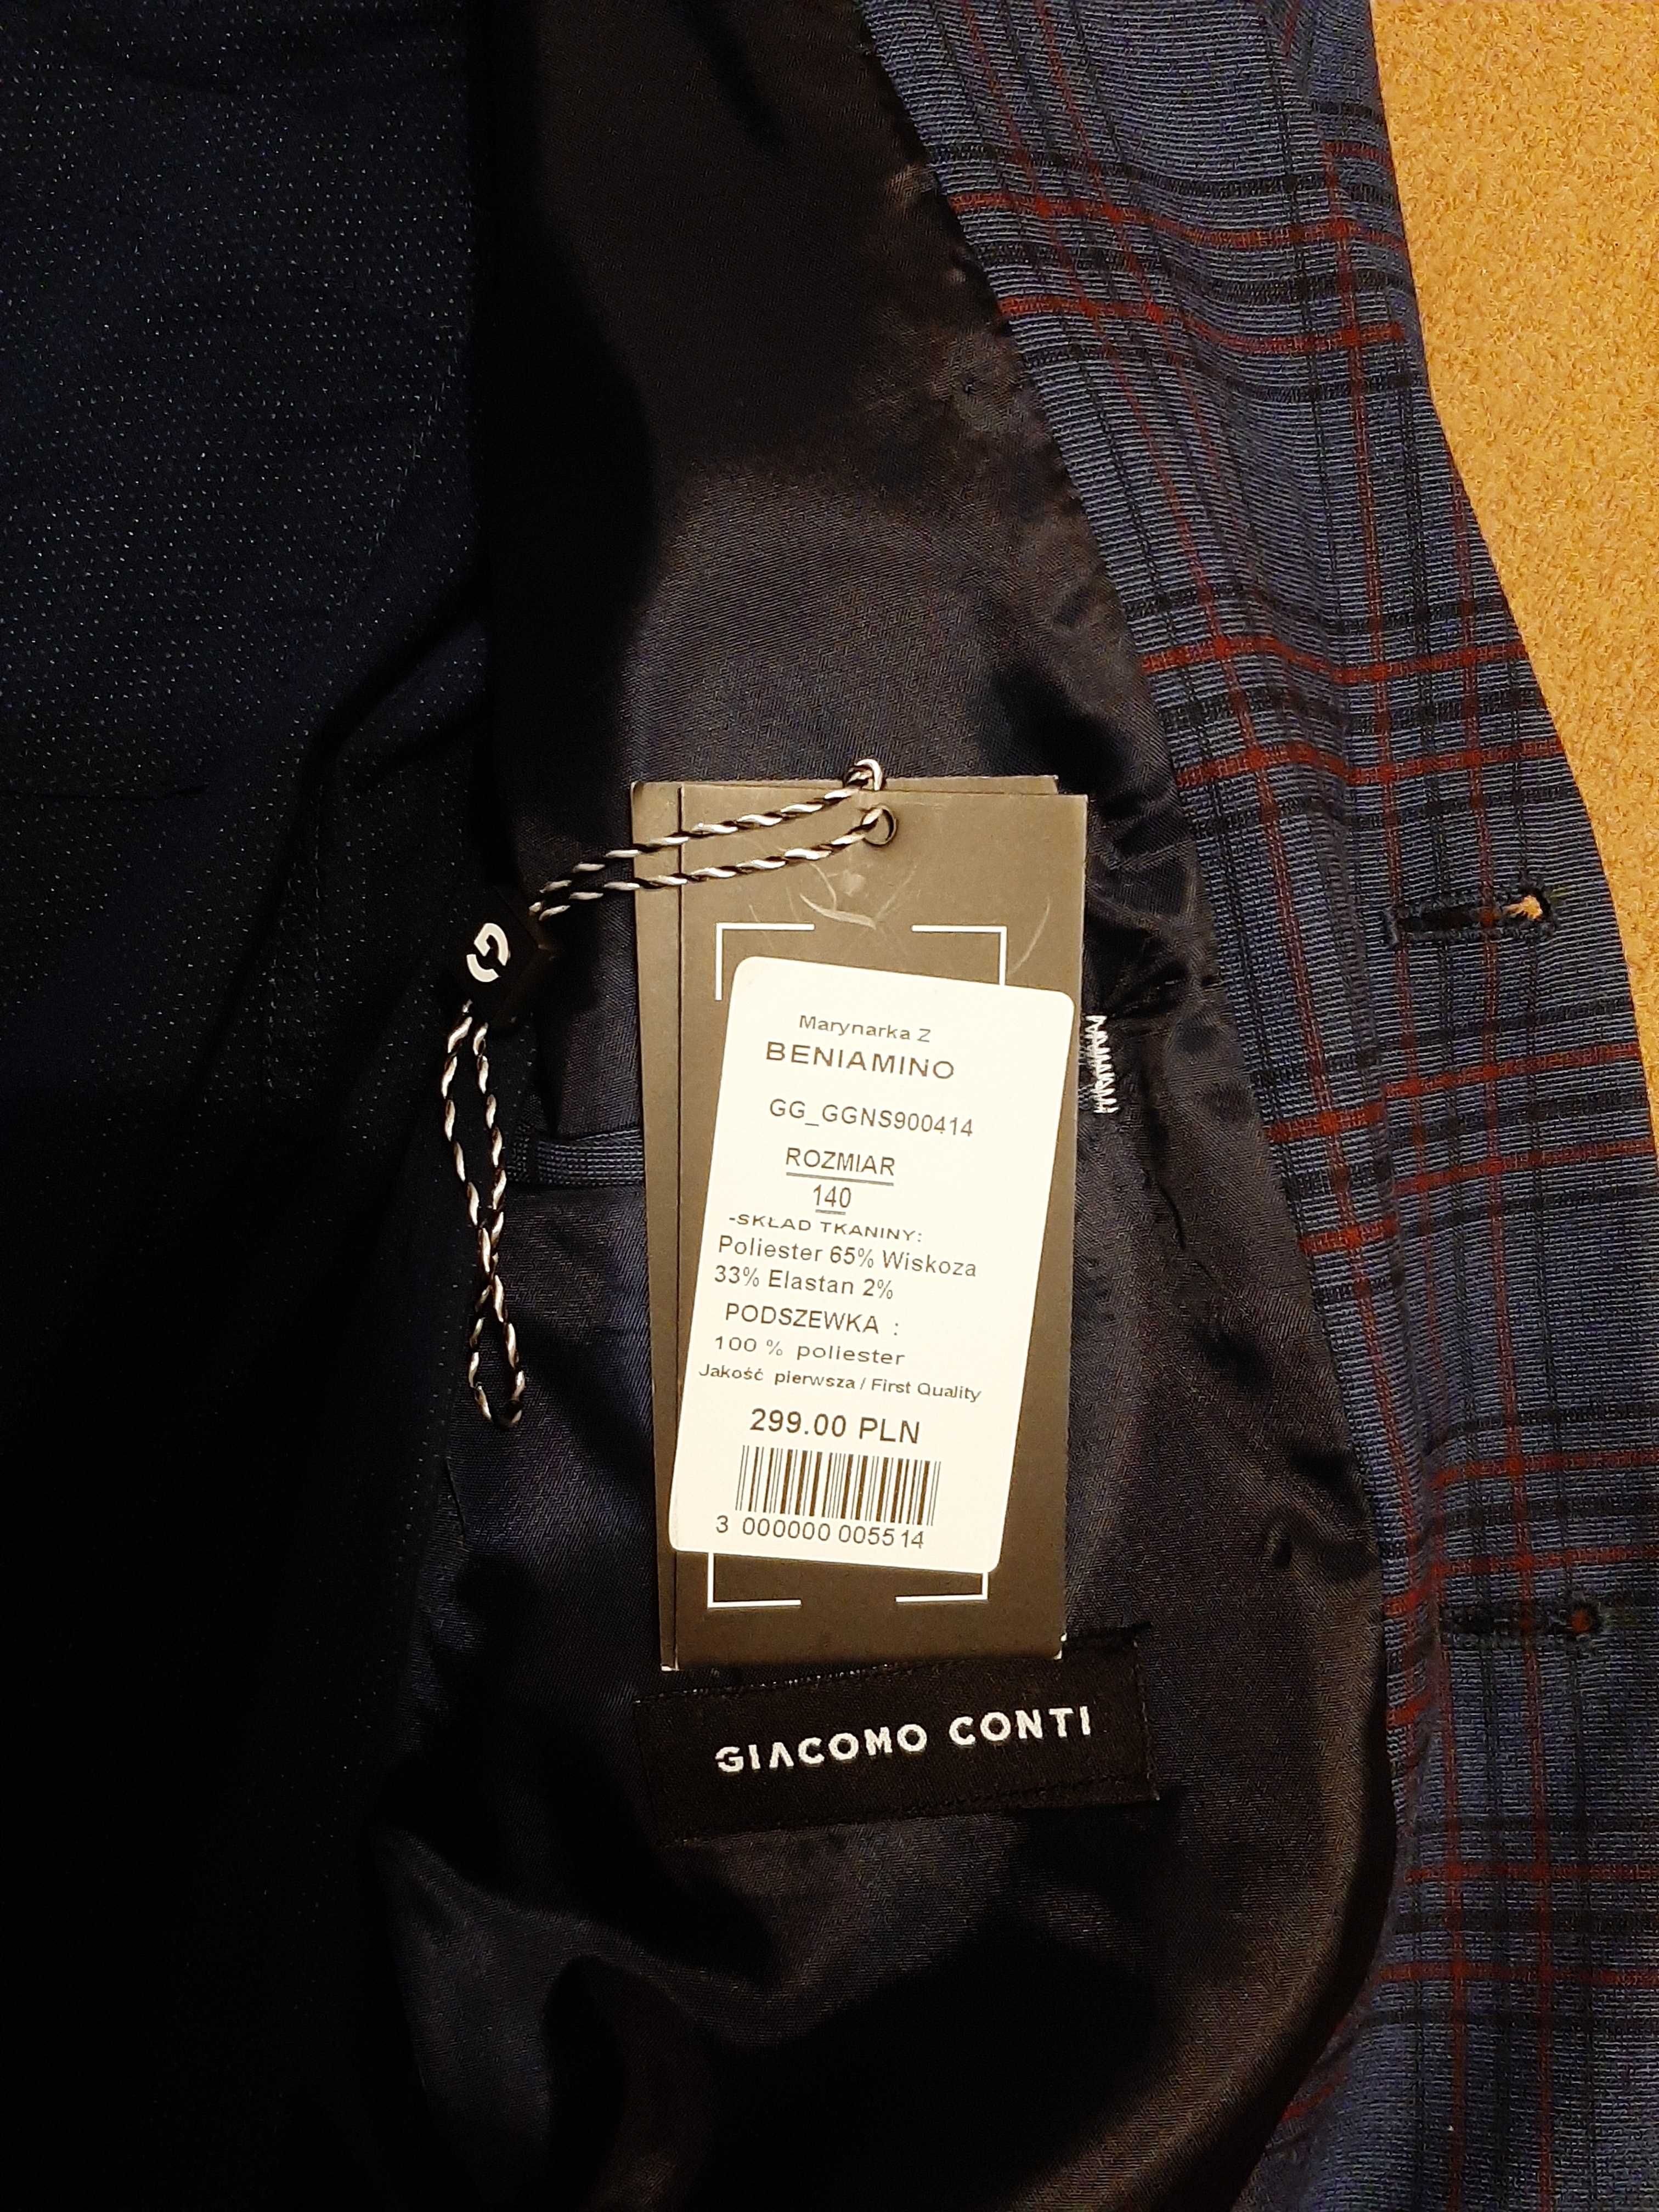 Marynarka Z
BENIAMINO
GG_GGNS900414
ROZMIAR
140
-SKŁAD TKANINY:
Poliester 65% Wiskoza
33% Elastan 2%
PODSZEWKA :
100 % poliester
Jakość pierwsza / First Quality
299.00 PLN
3 000000 005514
GIACOMO CONTI